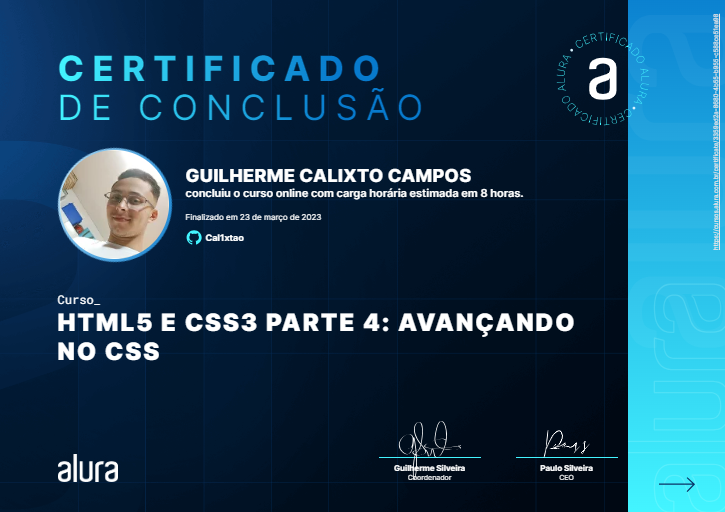 CERTIFICADO
DE CONCLUSÃO
CERTIFICADO ALURA • CERTIFICADO ALURA •
a
GUILHERME CALIXTO CAMPOS
concluiu o curso online com carga horária estimada em 8 horas.
Finalizado em 23 de março de 2023
Cal1xtao
Curso_
HTML5 E CSS3 PARTE 4: AVANÇANDO
NO CSS
alura
Guilherme Silveira
Coordenador
Paulo Silveira
CEO
alura